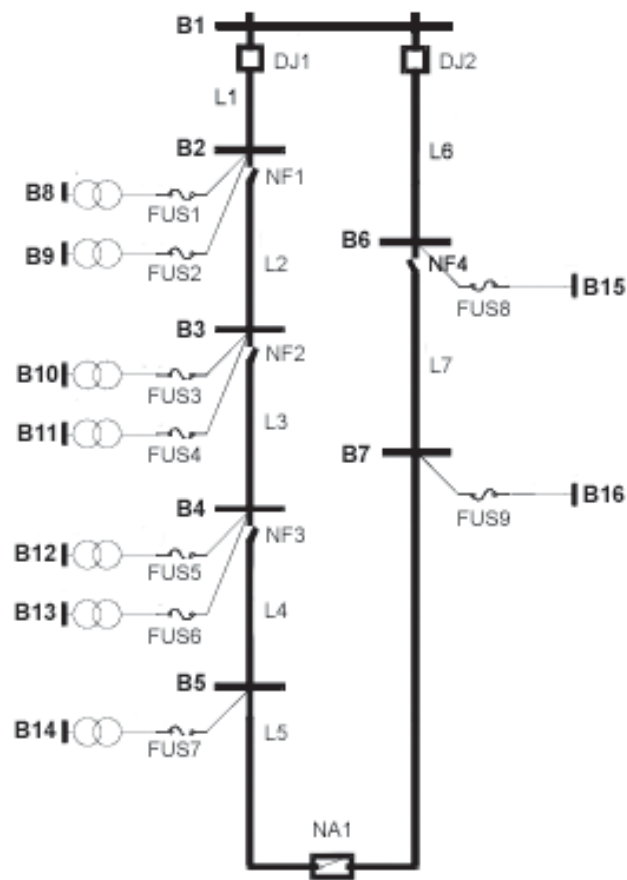 B1
DJ1
DJ2
L1
B2
L6
NF1
B8
FUS1
B9
FUS2
B6
NF4
L2
FUS8
B15
B3
NF2
B10
FUS3
L7
B11
FUS4
L3
B7
B4
FUS9
B16
NF3
B12
FUS5
B13
FUS6
L4
B5
B14
FUS7
L5
NA1